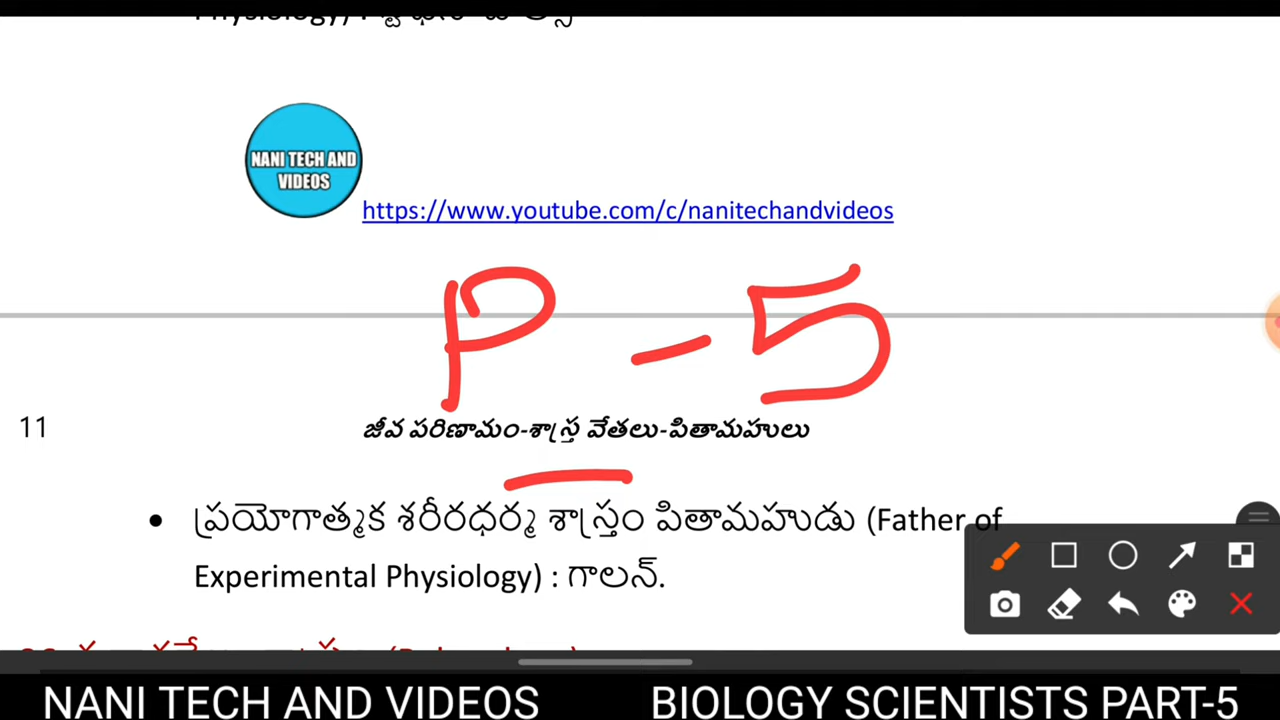 NANI TECH AND
VIDEOS
https://www.youtube.com/c/nanitechandvideos
P - 5
11
జీవ పరిణామం-శాస్త్ర వేతలు-పితామహులు
• ప్రయోగాత్మక శరీరధర్మ శాస్త్రం పితామహుడు (Father of
Experimental Physiology) : గాలన్.
NANI TECH AND VIDEOS
BIOLOGY SCIENTISTS PART-5